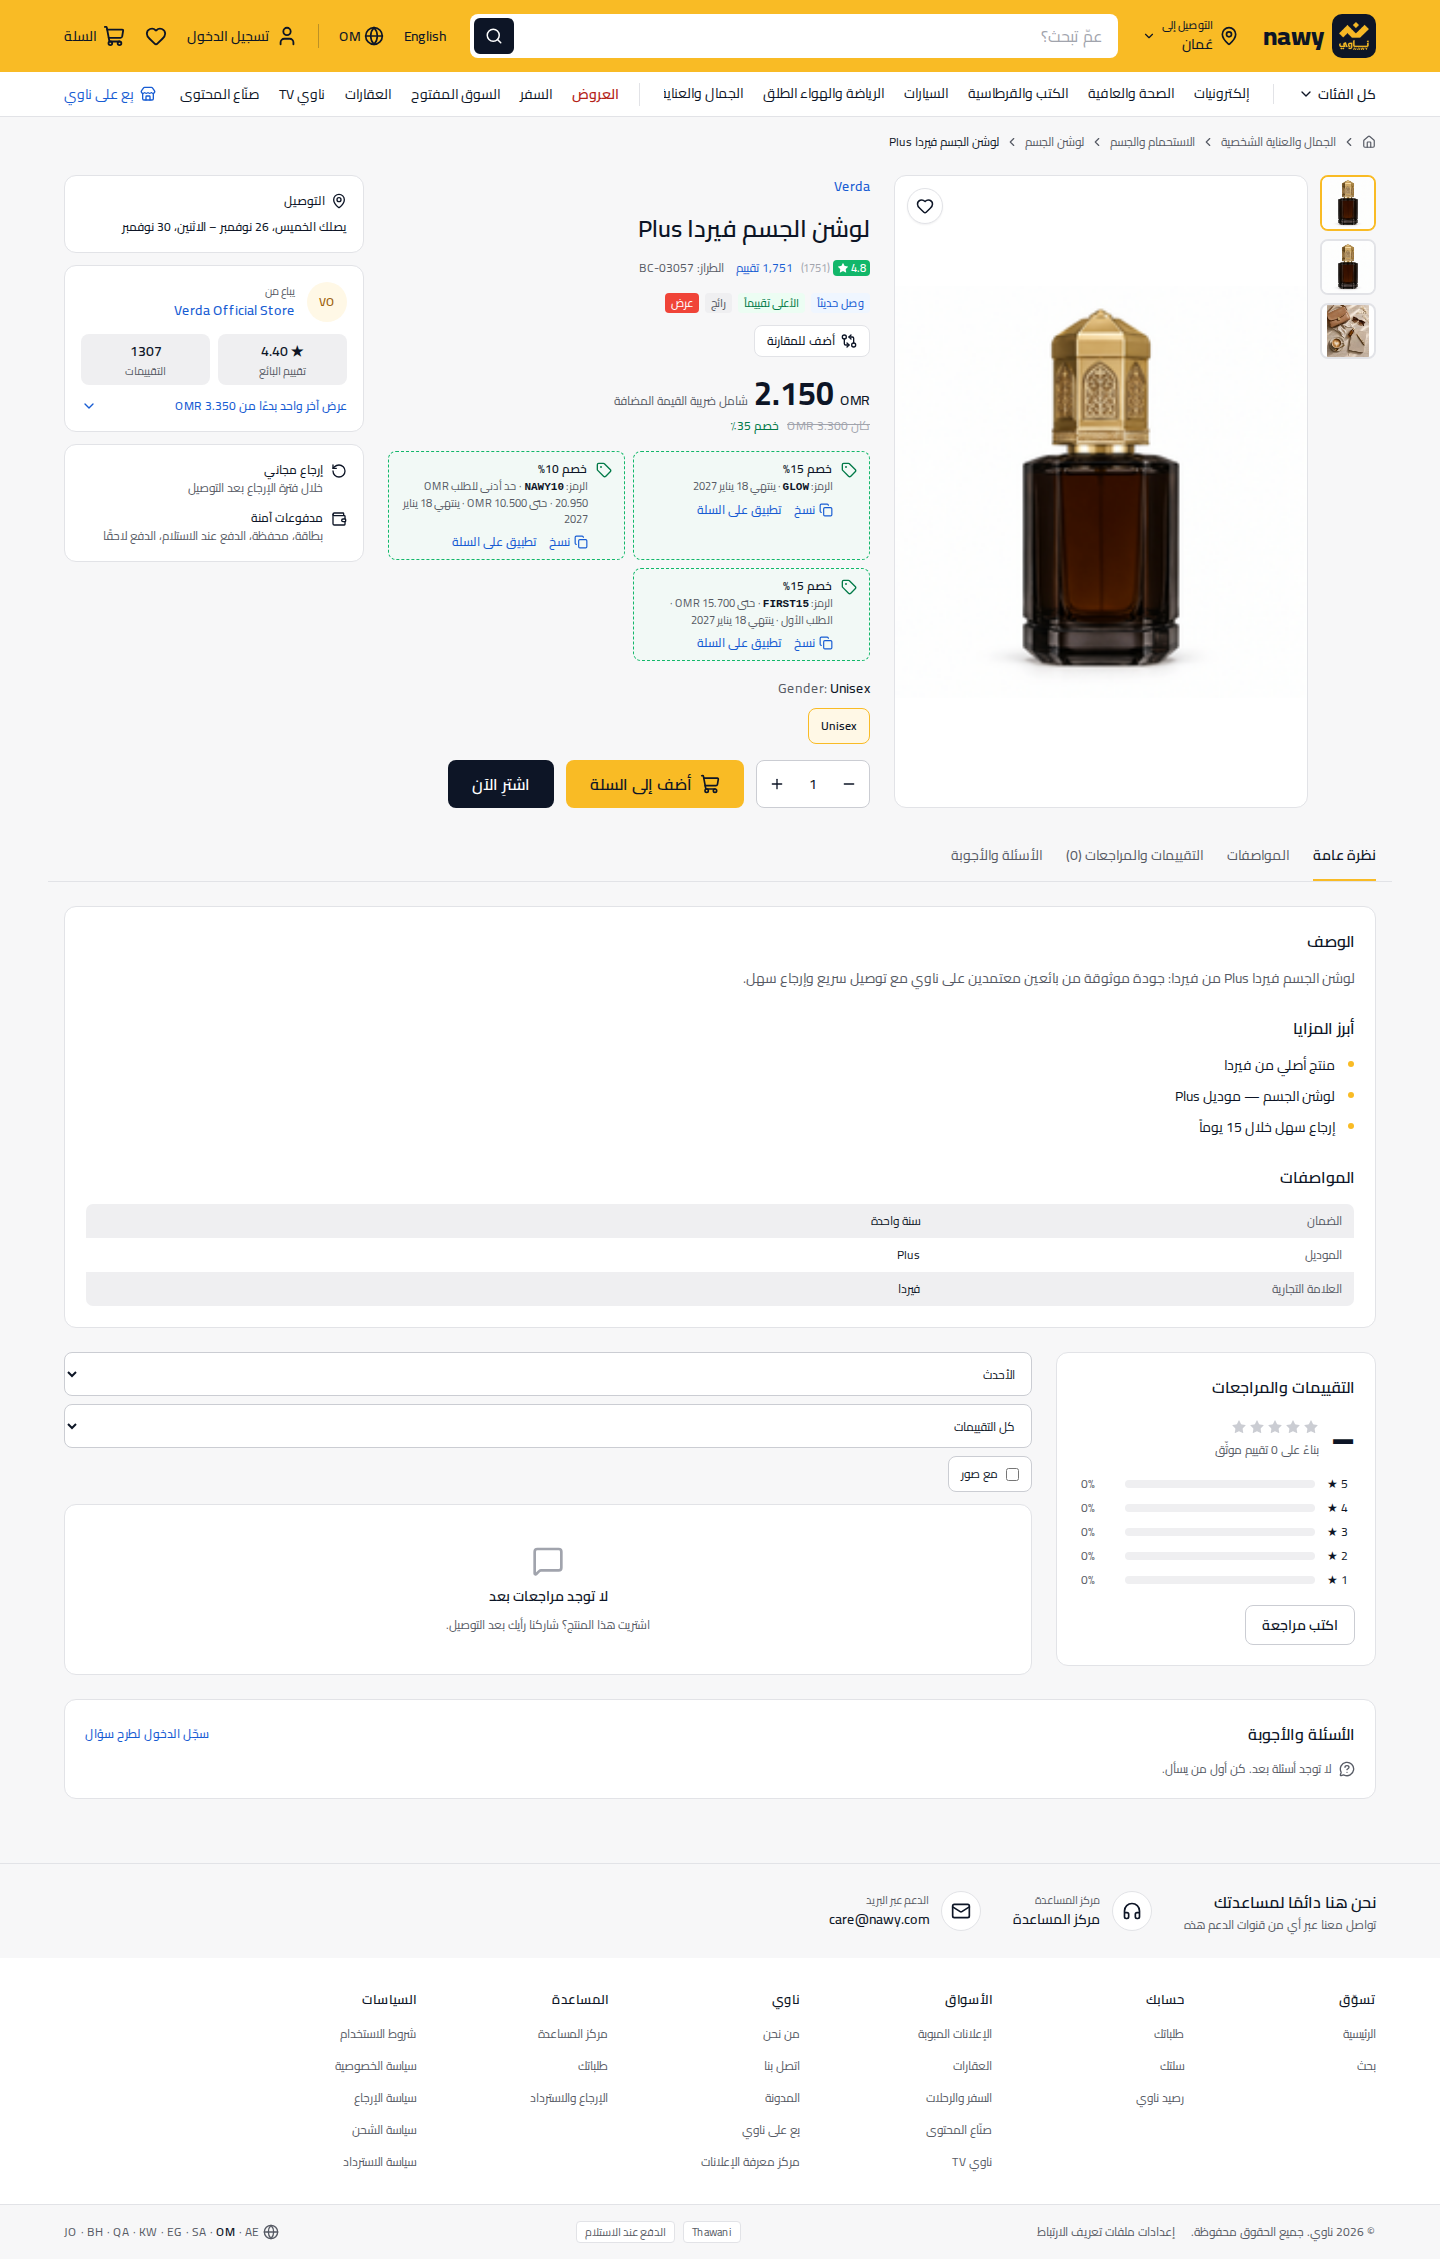 ناوي
NAWY
nawy
التوصيل إلى
عُمان
عمّ تبحث؟
English
OM
تسجيل الدخول
السلة
كل الفئات
إلكترونيات
الصحة والعافية
الكتب والقرطاسية
السيارات
الرياضة والهواء الطلق
الجمال والعناية
العروض
السفر
السوق المفتوح
العقارات
ناوي TV
صنّاع المحتوى
بع على ناوي
الجمال والعناية الشخصية
الاستحمام والجسم
لوشن الجسم
لوشن الجسم فيردا Plus
Verda
لوشن الجسم فيردا Plus
4.8 ★ (1751) 1,751 تقييم الطراز: BC-03057
وصل حديثاً
الأعلى تقييماً
رائج
عرض
أضف للمقارنة
OMR 2.150 شامل ضريبة القيمة المضافة
كان OMR 3.300 خصم 35٪
خصم 15%
الرمز: GLOW · ينتهي 18 يناير 2027
نسخ تطبيق على السلة
خصم 10%
الرمز: NAWY10 · حد أدنى للطلب OMR
20.950 · حتى OMR 10.500 · ينتهي 18 يناير
2027
نسخ تطبيق على السلة
خصم 15%
الرمز: FIRST15 · حتى OMR 15.700 ·
الطلب الأول · ينتهي 18 يناير 2027
نسخ تطبيق على السلة
Gender: Unisex
Unisex
1
أضف إلى السلة
اشترِ الآن
التوصيل
يصلك الخميس، 26 نوفمبر – الاثنين، 30 نوفمبر
VO
يباع من
Verda Official Store
★ 4.40
تقييم البائع
1307
التقييمات
عرض آخر واحد بدءًا من OMR 3.350
إرجاع مجاني
خلال فترة الإرجاع بعد التوصيل
مدفوعات آمنة
بطاقة، محفظة، الدفع عند الاستلام، الدفع لاحقًا
نظرة عامة
المواصفات
التقييمات والمراجعات (0)
الأسئلة والأجوبة
الوصف
لوشن الجسم فيردا Plus من فيردا: جودة موثوقة من بائعين معتمدين على ناوي مع توصيل سريع وإرجاع سهل.
أبرز المزايا
منتج أصلي من فيردا
لوشن الجسم — موديل Plus
إرجاع سهل خلال 15 يوماً
المواصفات
الضمان سنة واحدة
الموديل Plus
العلامة التجارية فيردا
التقييمات والمراجعات
–
بناءً على 0 تقييم موثّق
5 ★ 0%
4 ★ 0%
3 ★ 0%
2 ★ 0%
1 ★ 0%
اكتب مراجعة
الأحدث
كل التقييمات
مع صور
لا توجد مراجعات بعد
اشتريت هذا المنتج؟ شاركنا رأيك بعد التوصيل.
الأسئلة والأجوبة
سجّل الدخول لطرح سؤال
لا توجد أسئلة بعد. كن أول من يسأل.
نحن هنا دائمًا لمساعدتك
تواصل معنا عبر أي من قنوات الدعم هذه
مركز المساعدة
مركز المساعدة
الدعم عبر البريد
care@nawy.com
تسوّق
الرئيسية
بحث
حسابك
طلباتك
سلتك
رصيد ناوي
الأسواق
الإعلانات المبوبة
العقارات
السفر والرحلات
صنّاع المحتوى
ناوي TV
ناوي
من نحن
اتصل بنا
المدونة
بع على ناوي
مركز معرفة الإعلانات
المساعدة
مركز المساعدة
طلباتك
الإرجاع والاسترداد
السياسات
شروط الاستخدام
سياسة الخصوصية
سياسة الإرجاع
سياسة الشحن
سياسة الاسترداد
© 2026 ناوي. جميع الحقوق محفوظة.
إعدادات ملفات تعريف الارتباط
Thawani
الدفع عند الاستلام
JO · BH · QA · KW · EG · SA · OM · AE